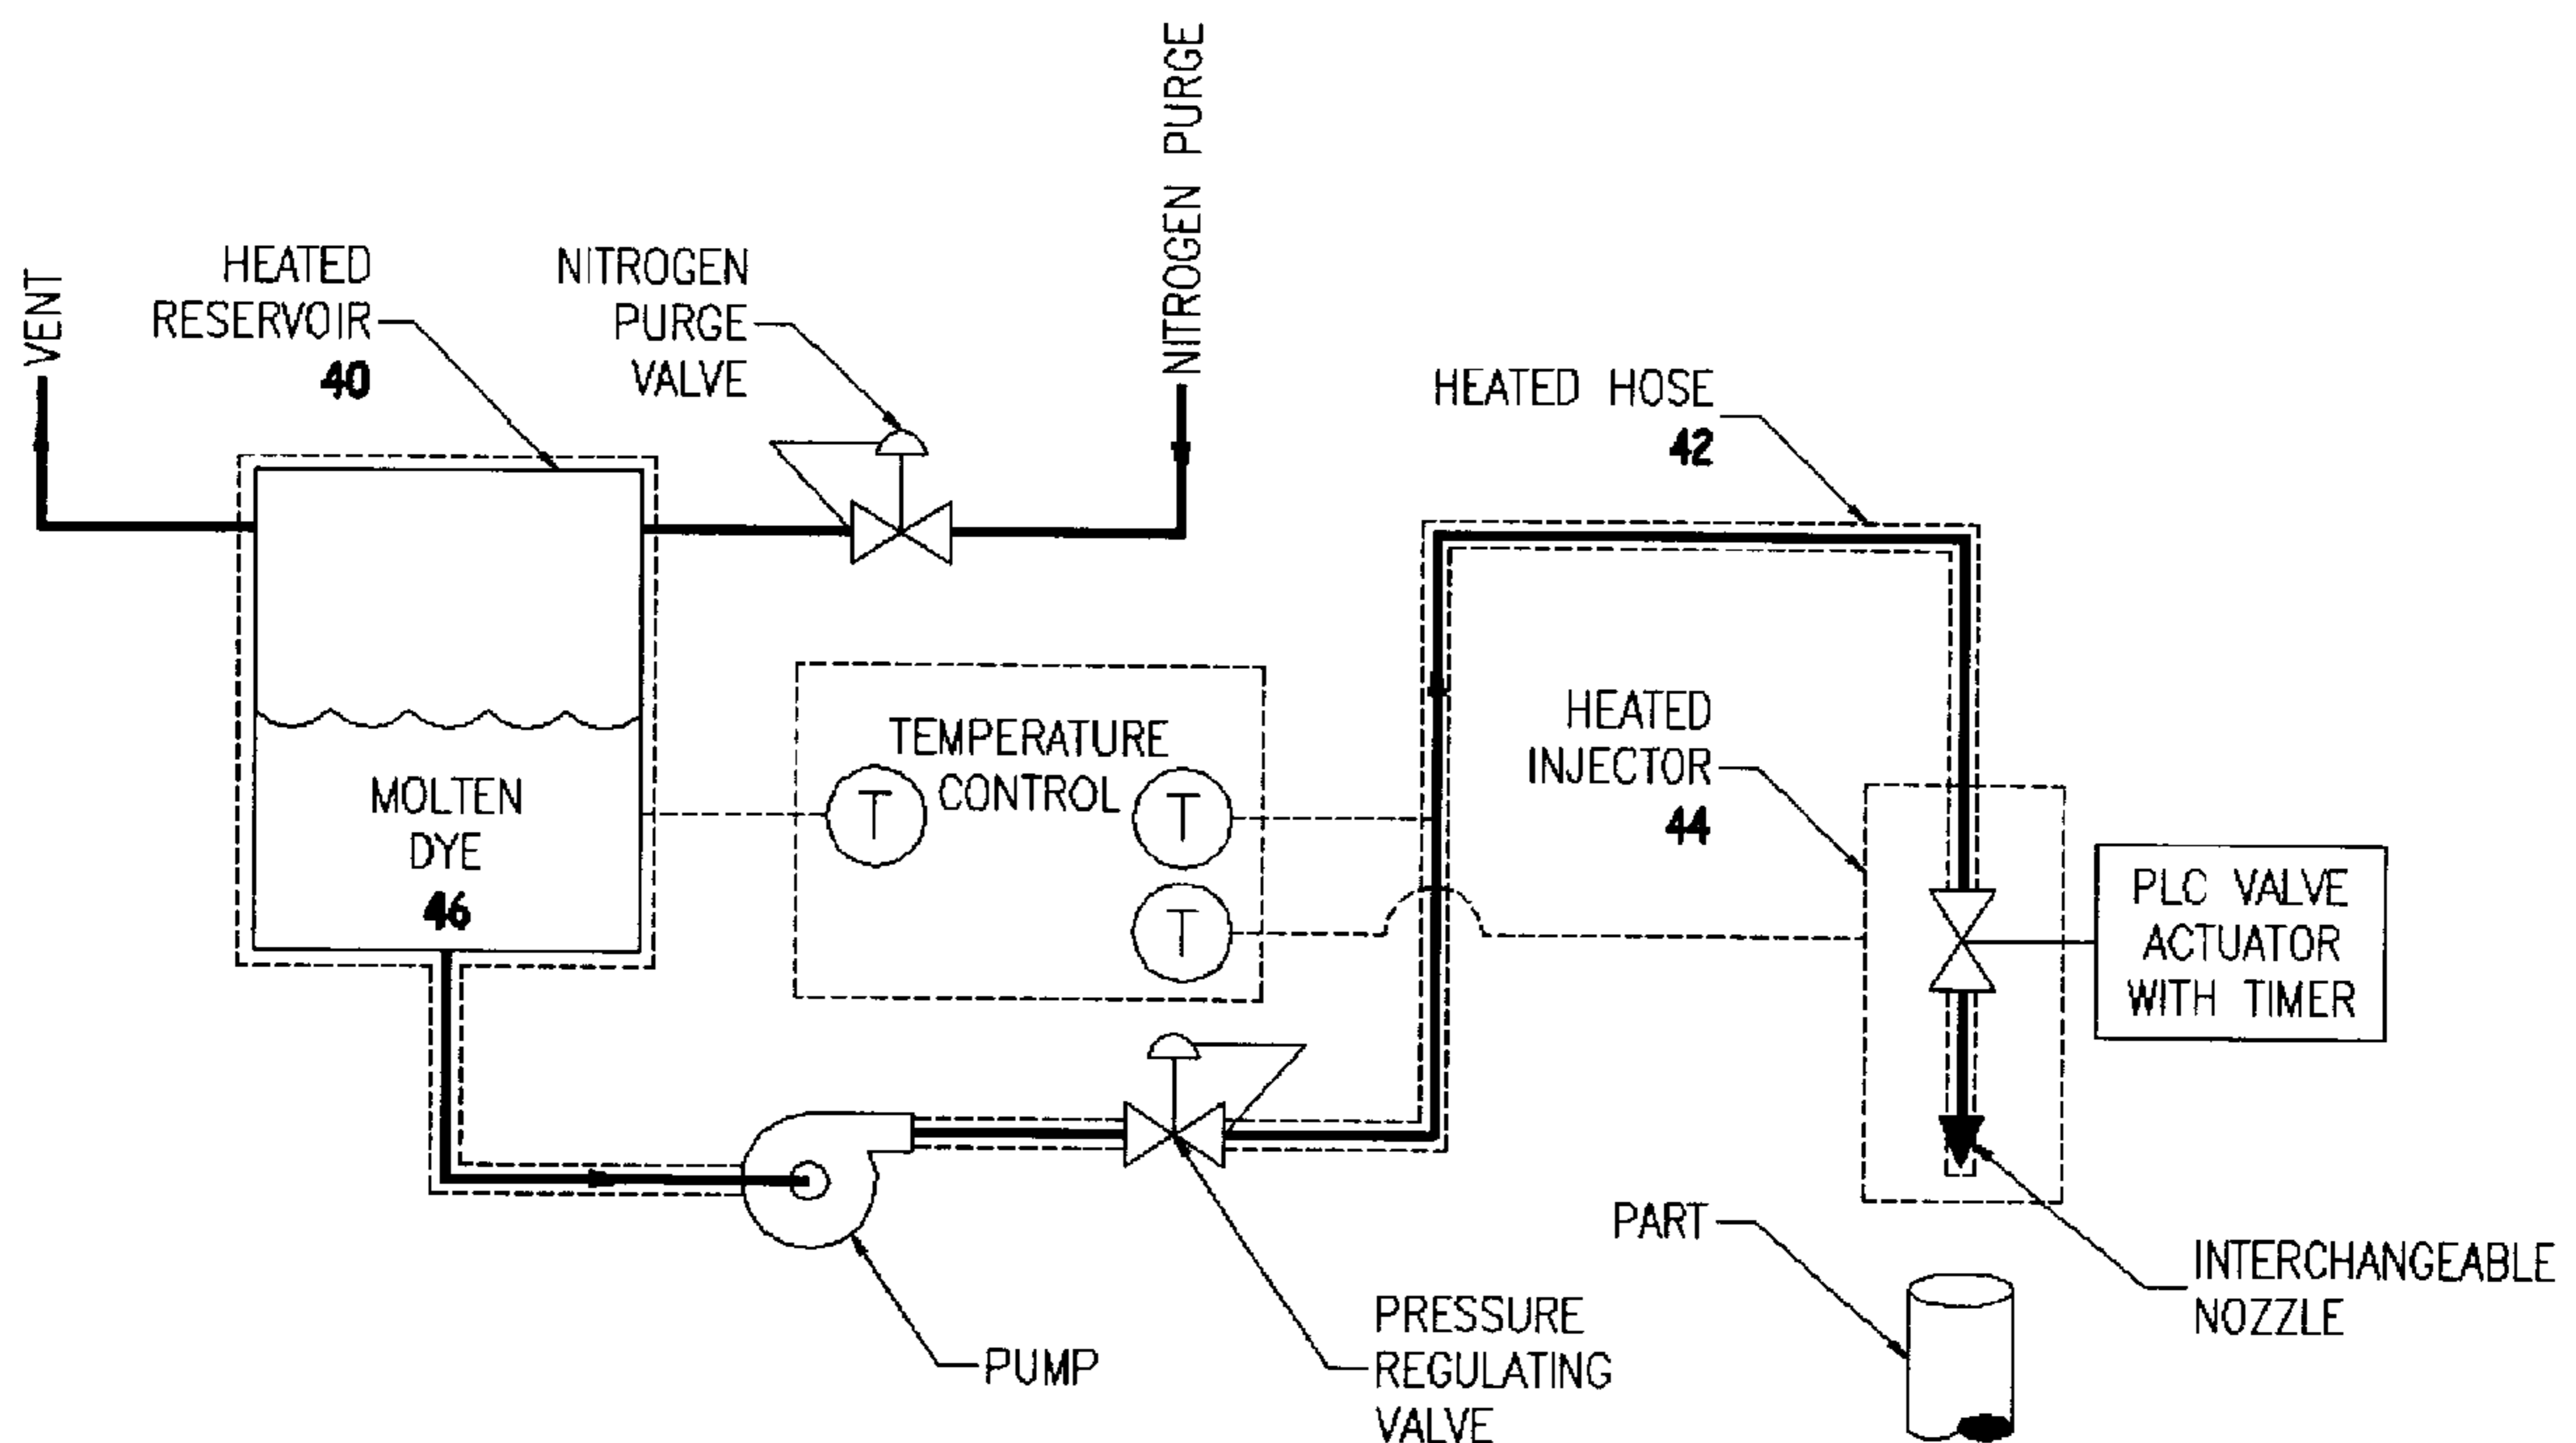 VENT
HEATED
RESERVOIR
40
NITROGEN
PURGE
VALVE
NITROGEN PURGE
HEATED HOSE
42
TEMPERATURE
CONTROL
T
T
T
MOLTEN
DYE
46
HEATED
INJECTOR
44
PLC VALVE
ACTUATOR
WITH TIMER
PART
INTERCHANGEABLE
NOZZLE
PUMP
PRESSURE
REGULATING
VALVE